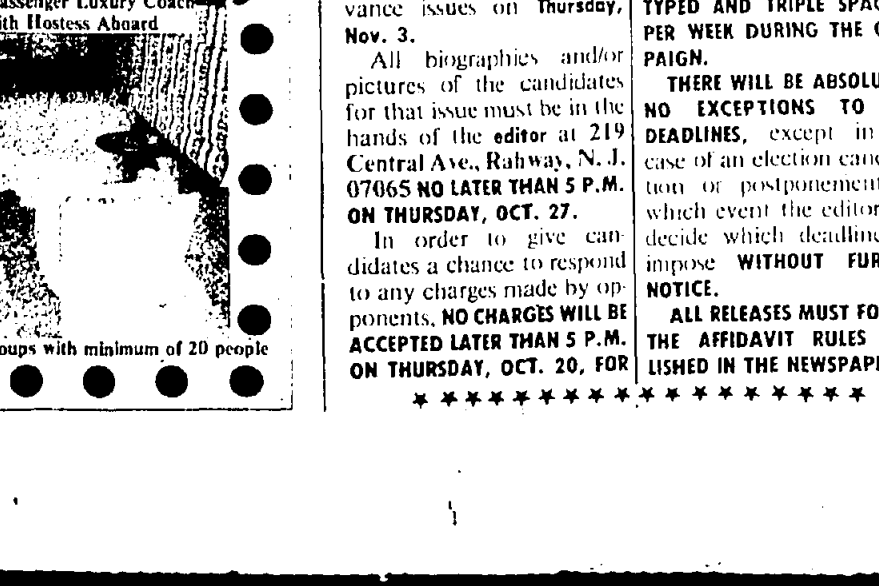 assenger Luxury Coach
ith Hostess Aboard
oups with minimum of 20 people
vance issues on Thursday,
Nov. 3.
All biographies and/or
pictures of the candidates
for that issue must be in the
hands of the editor at 219
Central Ave., Rahway, N. J.
07065 NO LATER THAN 5 P.M.
ON THURSDAY, OCT. 27.
In order to give can-
didates a chance to respond
to any charges made by op-
ponents, NO CHARGES WILL BE
ACCEPTED LATER THAN 5 P.M.
ON THURSDAY, OCT. 20, FOR
TYPED AND TRIPLE SPAC
PER WEEK DURING THE C
PAIGN.
THERE WILL BE ABSOLU
NO EXCEPTIONS TO
DEADLINES, except in
case of an election canc
tion or postponement
which event the editor
decide which deadline
impose WITHOUT FUR
NOTICE.
ALL RELEASES MUST FO
THE AFFIDAVIT RULES
LISHED IN THE NEWSPAPE